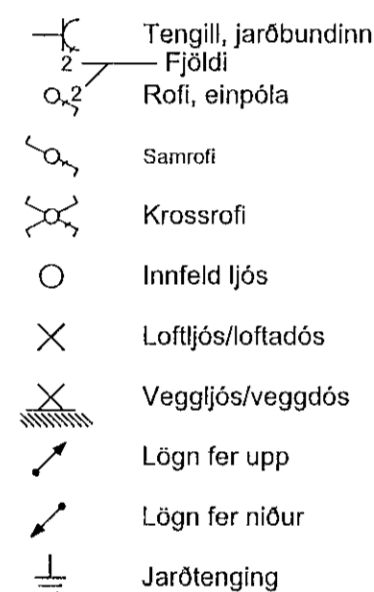 Tengill, jarðbundinn
2 Fjöldi
2 Rofi, einpóla
Samrofi
Krossrofi
Innfeld ljós
Loftljós/loftadós
Veggljós/veggdós
Lögn fer upp
Lögn fer niður
Jarðtenging